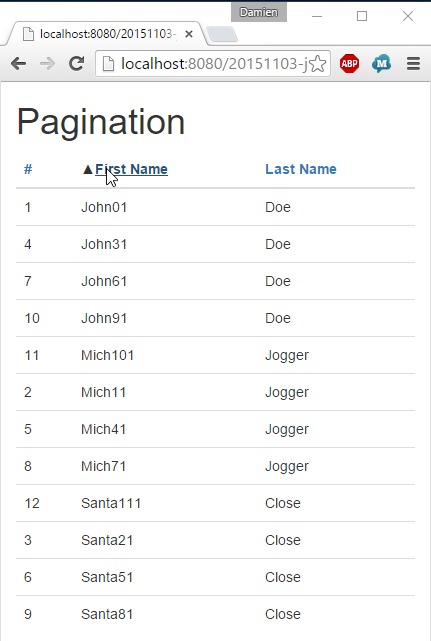 Damien
localhost:8080/20151103-
localhost:8080/20151103-j
ABP
M
Pagination
# ▲First Name Last Name
1 John01 Doe
4 John31 Doe
7 John61 Doe
10 John91 Doe
11 Mich101 Jogger
2 Mich11 Jogger
5 Mich41 Jogger
8 Mich71 Jogger
12 Santa111 Close
3 Santa21 Close
6 Santa51 Close
9 Santa81 Close